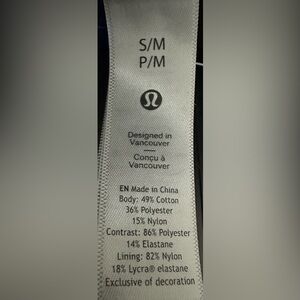 S/M
P/M
Designed in
Vancouver
Conçu à
Vancouver
EN Made in China
Body: 49% Cotton
36% Polyester
15% Nylon
Contrast: 86% Polyester
14% Elastane
Lining: 82% Nylon
18% Lycra® elastane
Exclusive of decoration